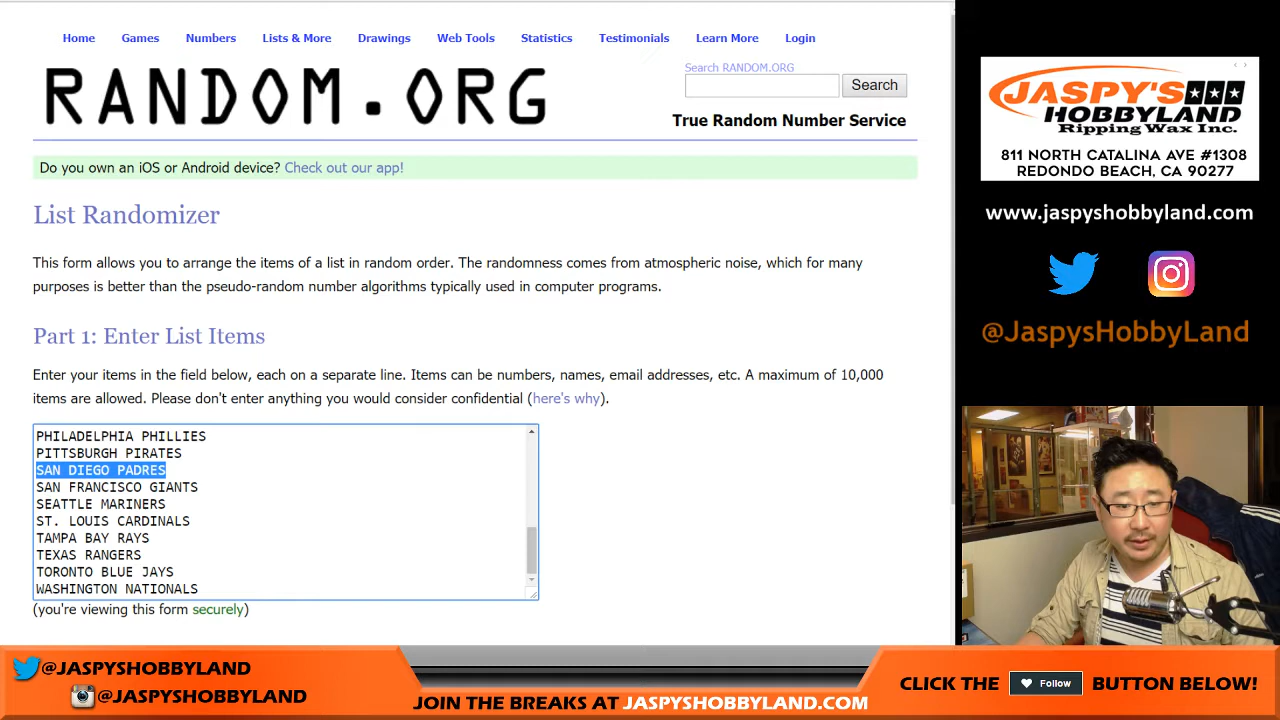 Home Games Numbers Lists & More Drawings Web Tools Statistics Testimonials Learn More Login
RANDOM.ORG
Search RANDOM.ORG
Search
True Random Number Service
Do you own an iOS or Android device? Check out our app!
List Randomizer
This form allows you to arrange the items of a list in random order. The randomness comes from atmospheric noise, which for many
purposes is better than the pseudo-random number algorithms typically used in computer programs.
Part 1: Enter List Items
Enter your items in the field below, each on a separate line. Items can be numbers, names, email addresses, etc. A maximum of 10,000
items are allowed. Please don't enter anything you would consider confidential (here's why).
PHILADELPHIA PHILLIES
PITTSBURGH PIRATES
SAN DIEGO PADRES
SAN FRANCISCO GIANTS
SEATTLE MARINERS
ST. LOUIS CARDINALS
TAMPA BAY RAYS
TEXAS RANGERS
TORONTO BLUE JAYS
WASHINGTON NATIONALS
(you're viewing this form securely)
JASPY'S
HOBBYLAND
Ripping Wax Inc.
811 NORTH CATALINA AVE #1308
REDONDO BEACH, CA 90277
www.jaspyshobbyland.com
@JaspysHobbyLand
@JASPYSHOBBYLAND
@JASPYSHOBBYLAND
JOIN THE BREAKS AT JASPYSHOBBYLAND.COM
CLICK THE Follow BUTTON BELOW!